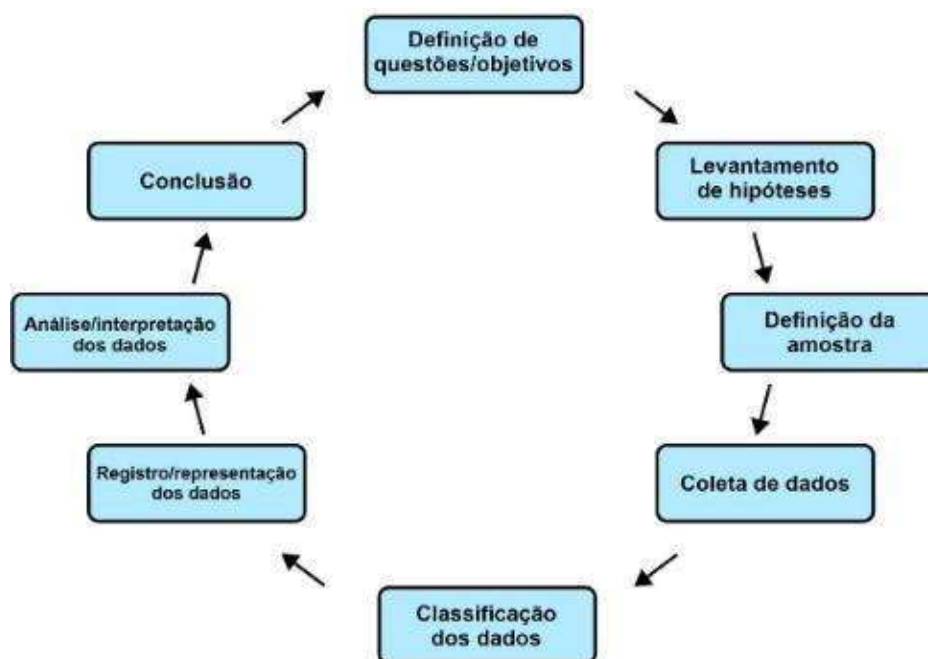 Definição de
questões/objetivos
Levantamento
de hipóteses
Definição da
amostra
Coleta de dados
Classificação
dos dados
Registro/representação
dos dados
Análise/interpretação
dos dados
Conclusão